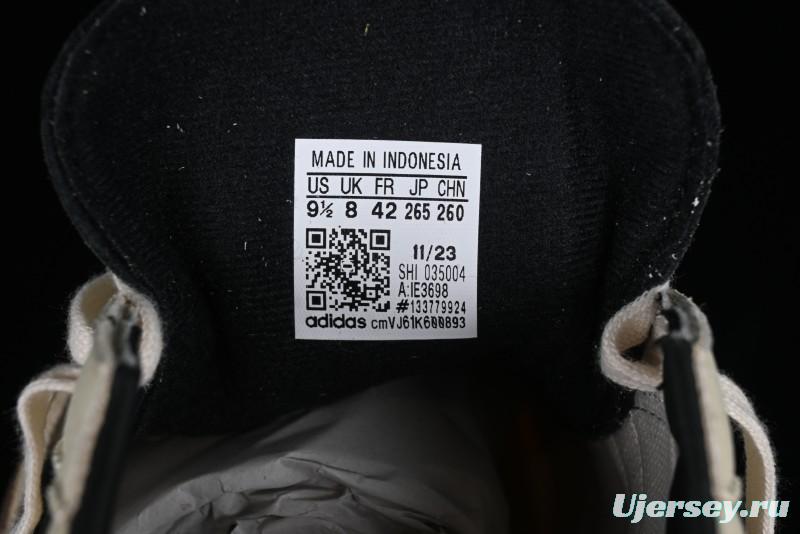 MADE IN INDONESIA
US UK FR JP CHN
9½ 8 42 265 260
11/23
SHI 035004
A:IE3698
#133779924
adidas cmVJ61K600893
Ujersey.ru